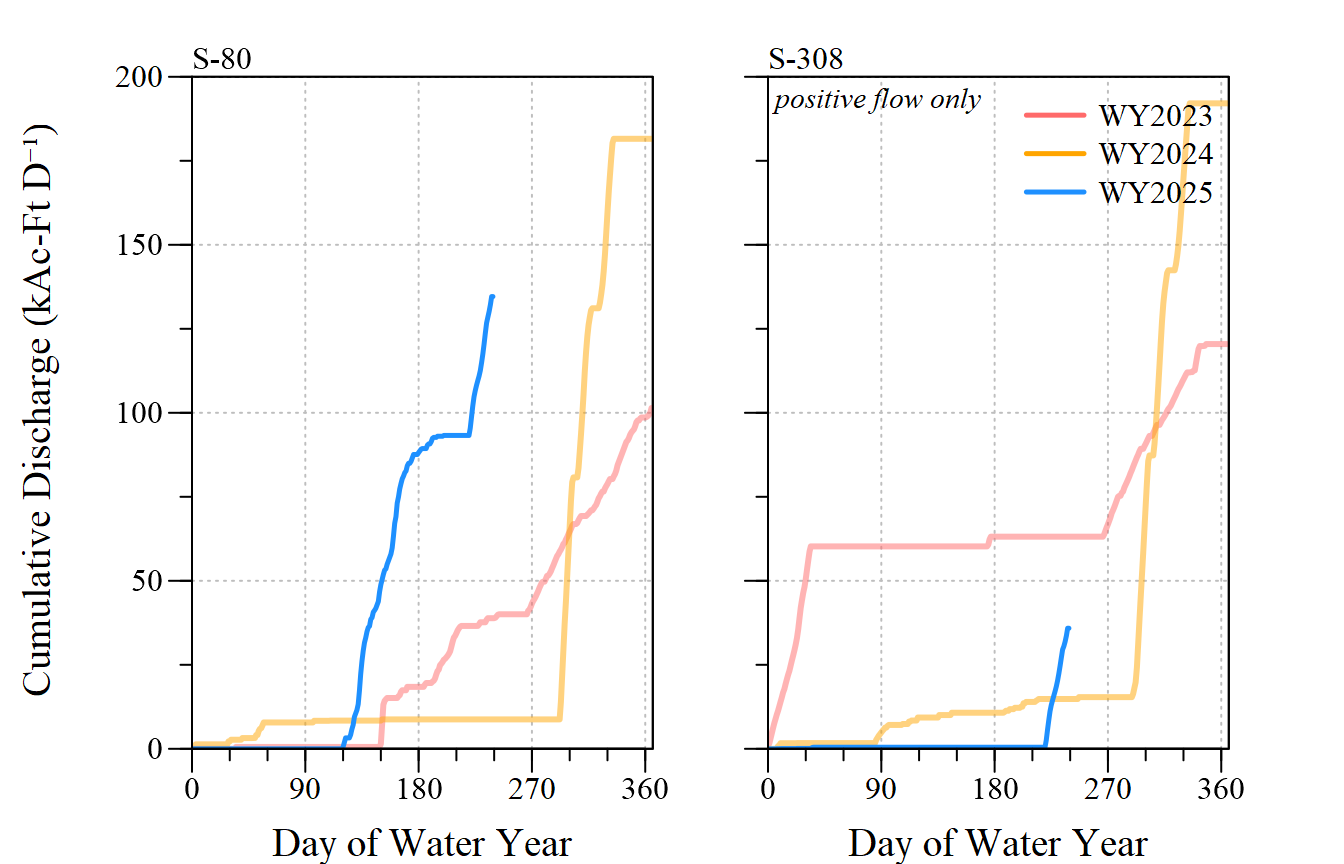 S-80
S-308
200
150
100
50
0
positive flow only
WY2023
WY2024
WY2025
0 90 180 270 360
0 90 180 270 360
Cumulative Discharge (kAc-Ft D⁻¹)
Day of Water Year
Day of Water Year